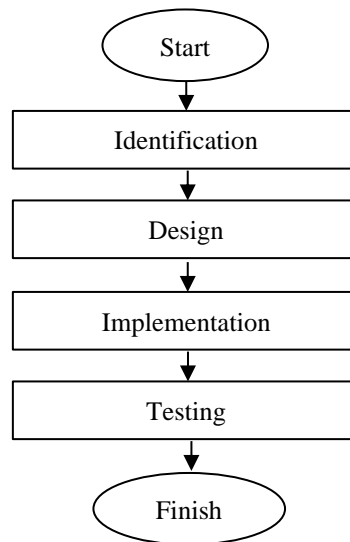 Start
Identification
Design
Implementation
Testing
Finish